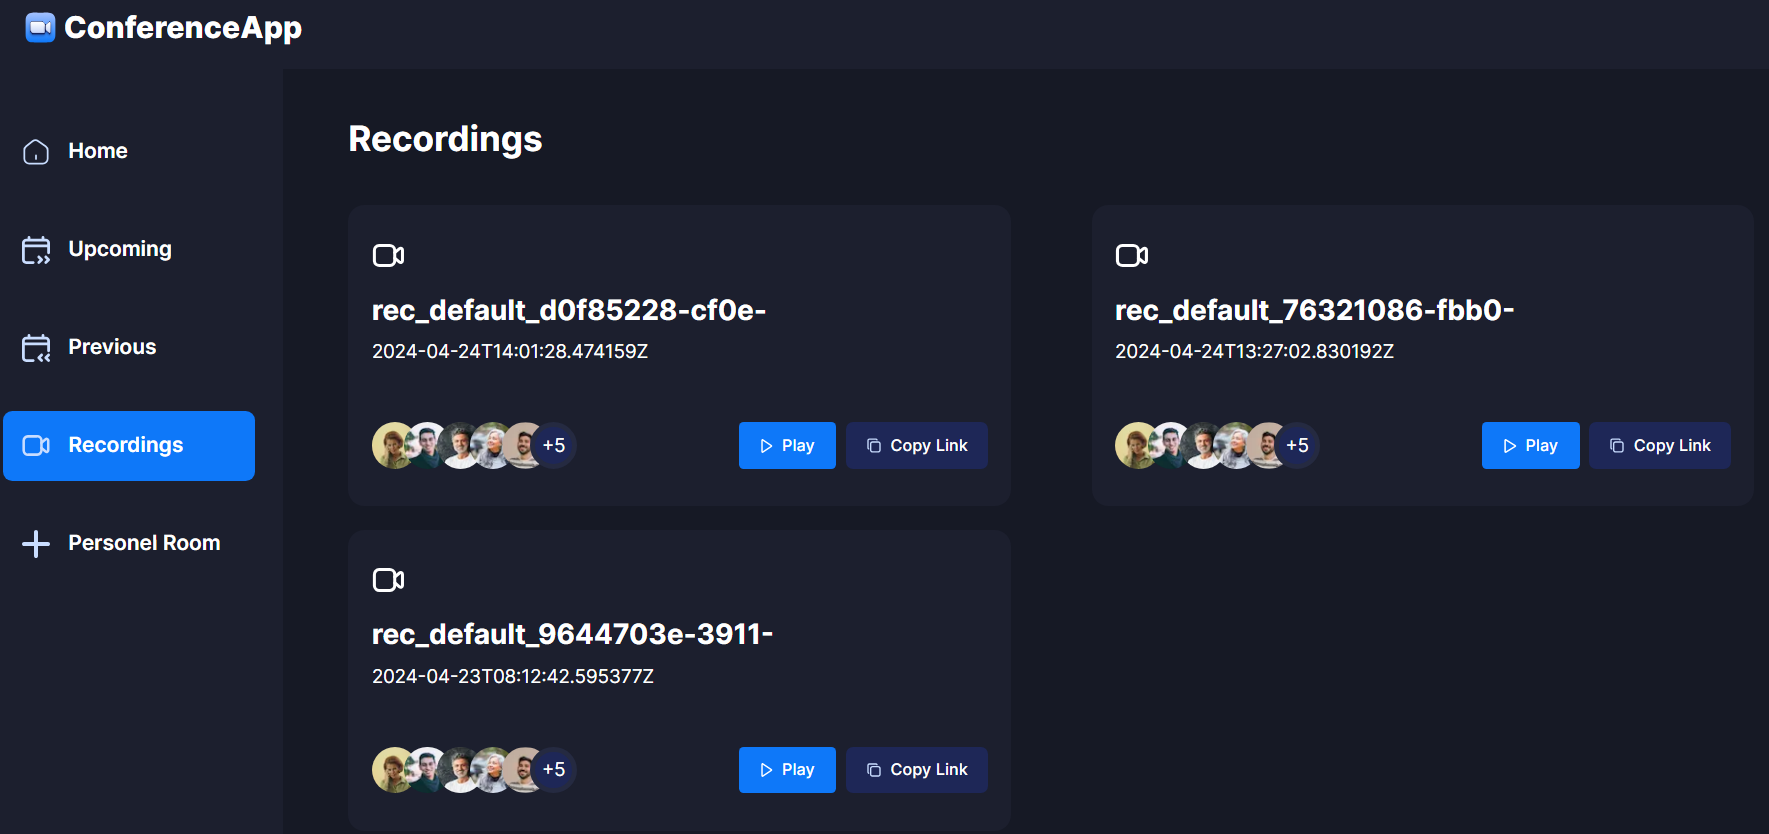 ConferenceApp
Home
Upcoming
Previous
Recordings
Personel Room
Recordings
rec_default_d0f85228-cf0e-
2024-04-24T14:01:28.474159Z
+5
Play
Copy Link
rec_default_76321086-fbb0-
2024-04-24T13:27:02.830192Z
+5
Play
Copy Link
rec_default_9644703e-3911-
2024-04-23T08:12:42.595377Z
+5
Play
Copy Link